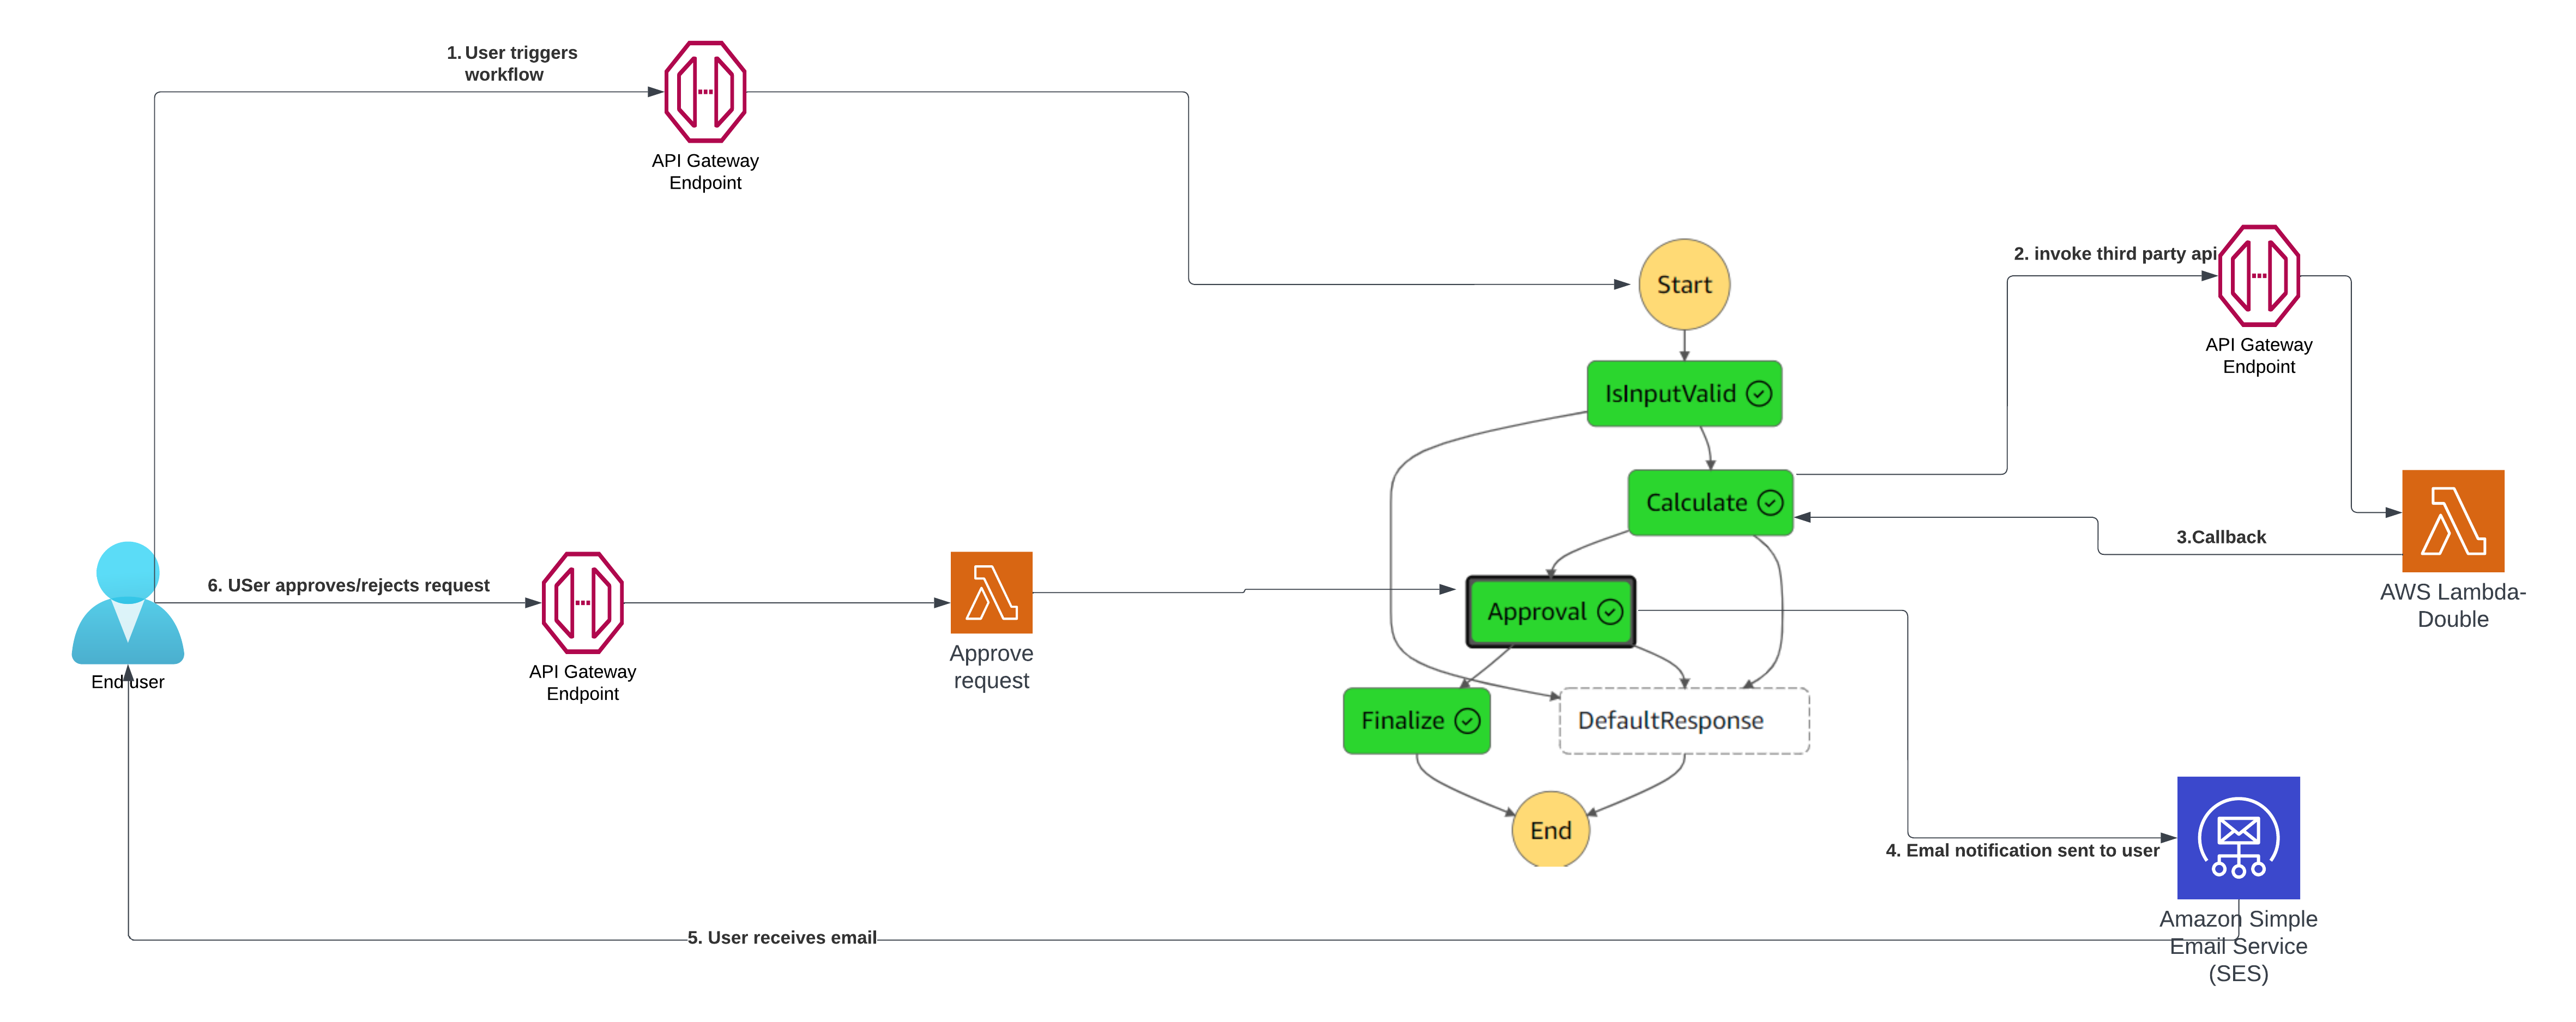 1. User triggers
workflow
API Gateway
Endpoint
Start
2. invoke third party api
API Gateway
Endpoint
IsInputValid
Calculate
3.Callback
AWS Lambda-
Double
6. USer approves/rejects request
End user
API Gateway
Endpoint
Approve
request
Approval
Finalize
DefaultResponse
End
4. Emal notification sent to user
Amazon Simple
Email Service
(SES)
5. User receives email